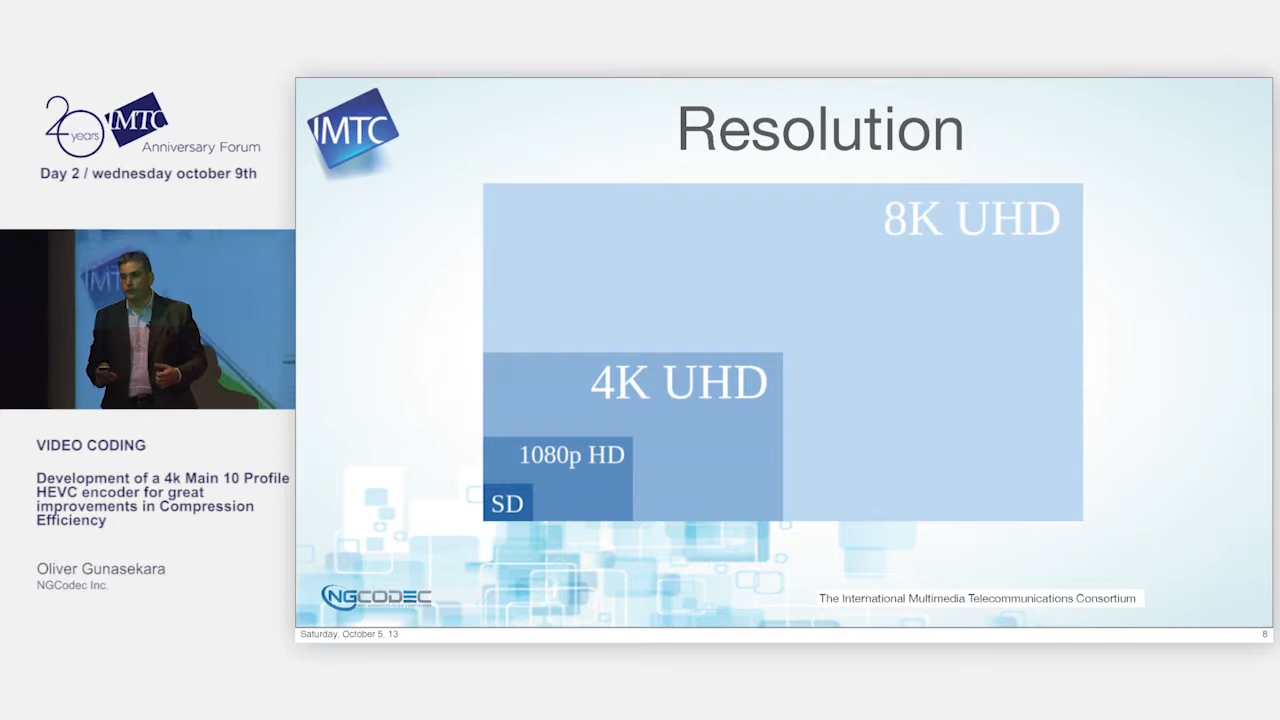 20 years IMTC
Anniversary Forum
Day 2 / wednesday october 9th
VIDEO CODING
Development of a 4k Main 10 Profile
HEVC encoder for great
improvements in Compression
Efficiency
Oliver Gunasekara
NGCodec Inc.
IMTC
Resolution
8K UHD
4K UHD
1080p HD
SD
NGCODEC
The International Multimedia Telecommunications Consortium
Saturday, October 5, 13
8